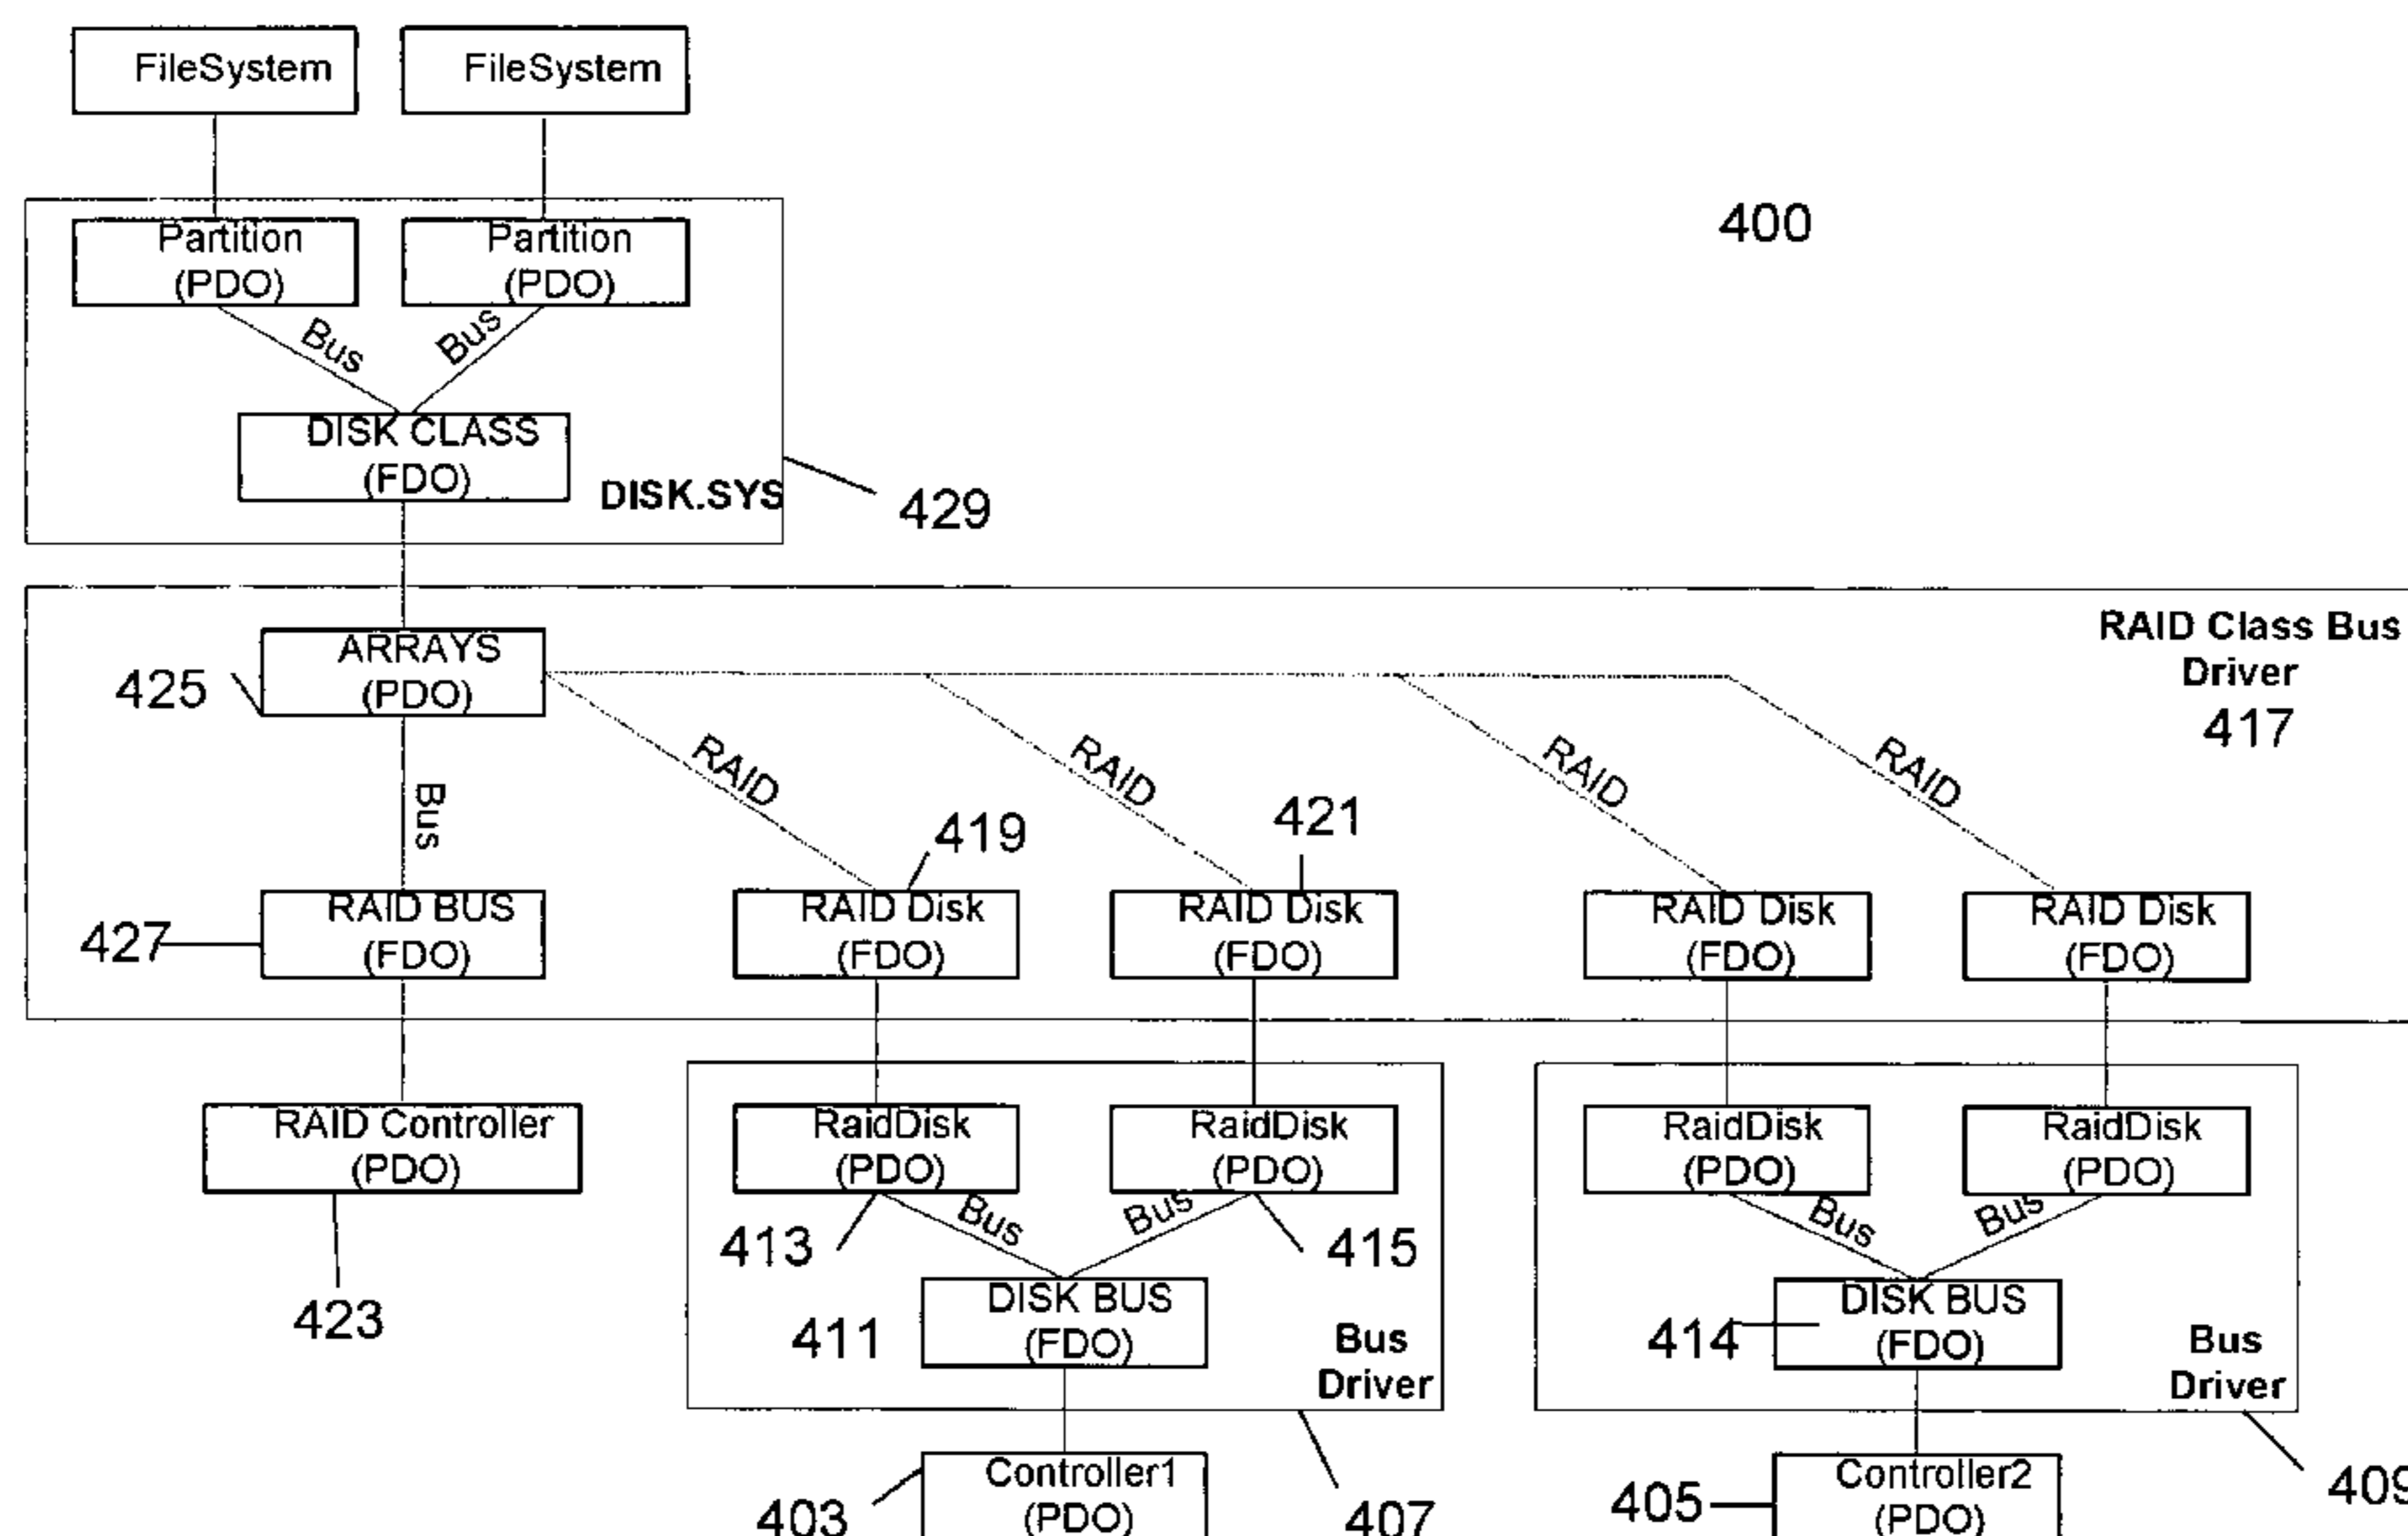 FileSystem
FileSystem
400
Partition
(PDO)
Partition
(PDO)
Bus
Bus
DISK CLASS
(FDO)
DISK.SYS
429
RAID Class Bus
Driver
417
ARRAYS
(PDO)
425
RAID
RAID
RAID
RAID
Bus
419
421
RAID BUS
(FDO)
427
RAID Disk
(FDO)
RAID Disk
(FDO)
RAID Disk
(FDO)
RAID Disk
(FDO)
RAID Controller
(PDO)
423
RaidDisk
(PDO)
RaidDisk
(PDO)
RaidDisk
(PDO)
RaidDisk
(PDO)
413
Bus
Bus
415
Bus
Bus
411
DISK BUS
(FDO)
Bus
Driver
414
DISK BUS
(FDO)
Bus
Driver
403
Controller1
(PDO)
407
405
Controller2
(PDO)
409